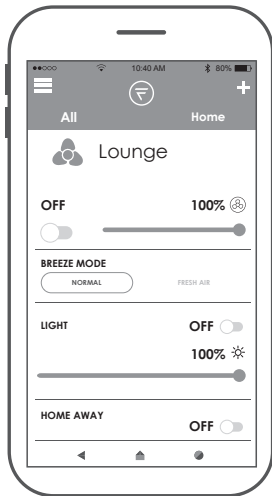 10:40 AM 80%
All Home
Lounge
OFF 100%
BREEZE MODE
NORMAL FRESH AIR
LIGHT OFF
100%
HOME AWAY
OFF